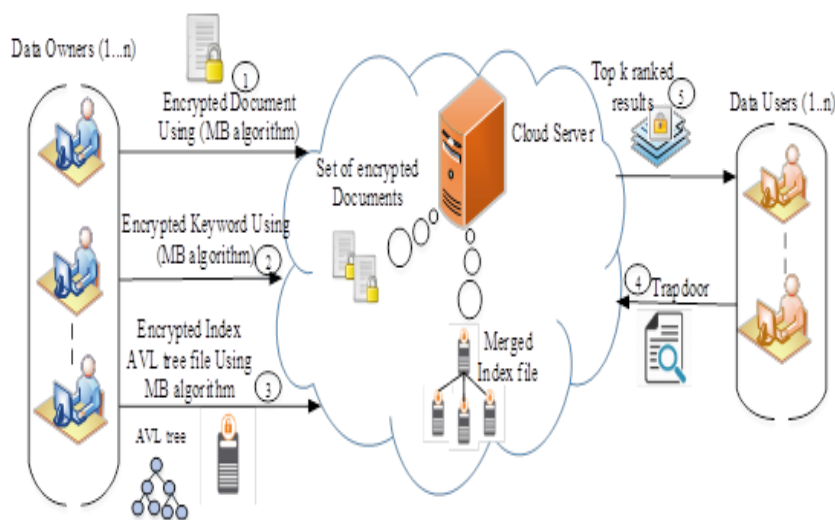 Data Owners (1...n)
1
Encrypted Document
Using (MB algorithm)
Encrypted Keyword Using
(MB algorithm)
2
Encrypted Index
AVL tree file Using
MB algorithm
3
AVL tree
Set of encrypted
Documents
Cloud Server
Merged
Index file
Top k ranked
results
5
Data Users (1...n)
4
Trapdoor